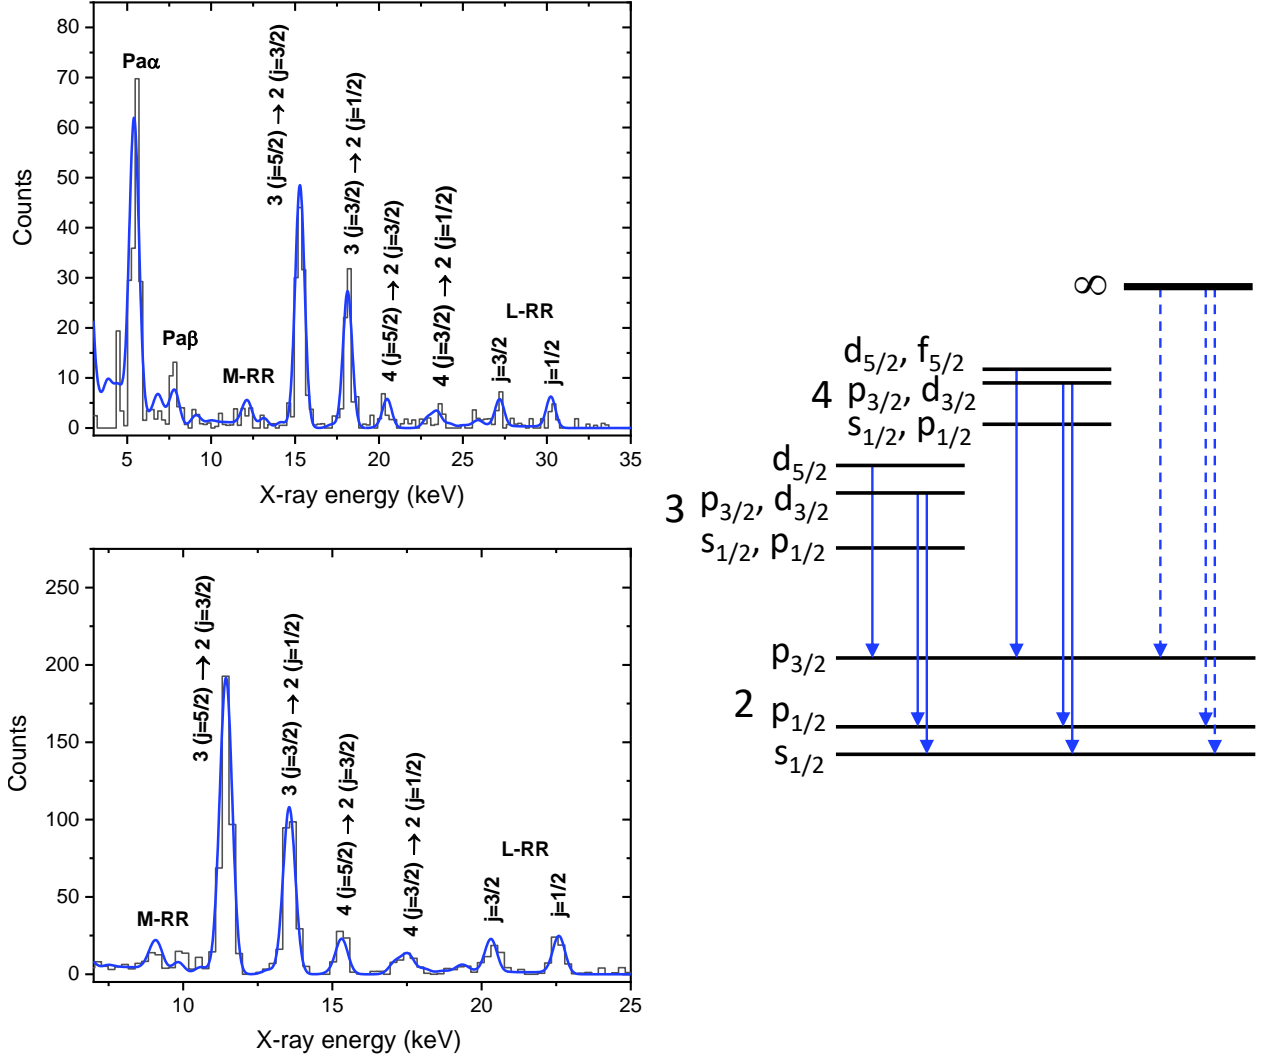 80
70
60
50
40
30
20
10
0
Counts
Paα
Paβ
M-RR
3 (j=5/2) → 2 (j=3/2)
3 (j=3/2) → 2 (j=1/2)
4 (j=5/2) → 2 (j=3/2)
4 (j=3/2) → 2 (j=1/2)
L-RR
j=3/2
j=1/2
5
10
15
20
25
30
35
X-ray energy (keV)
250
200
150
100
50
0
Counts
M-RR
3 (j=5/2) → 2 (j=3/2)
3 (j=3/2) → 2 (j=1/2)
4 (j=5/2) → 2 (j=3/2)
4 (j=3/2) → 2 (j=1/2)
L-RR
j=3/2
j=1/2
10
15
20
25
X-ray energy (keV)
∞
4
d5/2, f5/2
p3/2, d3/2
s1/2, p1/2
3
d5/2
p3/2, d3/2
s1/2, p1/2
2
p3/2
p1/2
s1/2